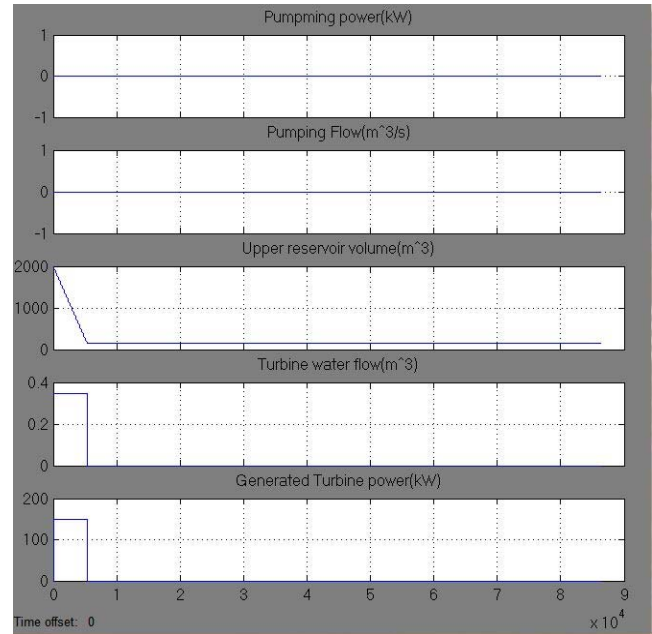 Pumpming power(kW)
1
0
-1
Pumping Flow(m^3/s)
1
0
-1
Upper reservoir volume(m^3)
2000
1000
0
Turbine water flow(m^3)
0.4
0.2
0
Generated Turbine power(kW)
200
100
0
0 1 2 3 4 5 6 7 8 9
Time offset: 0 x 10^4